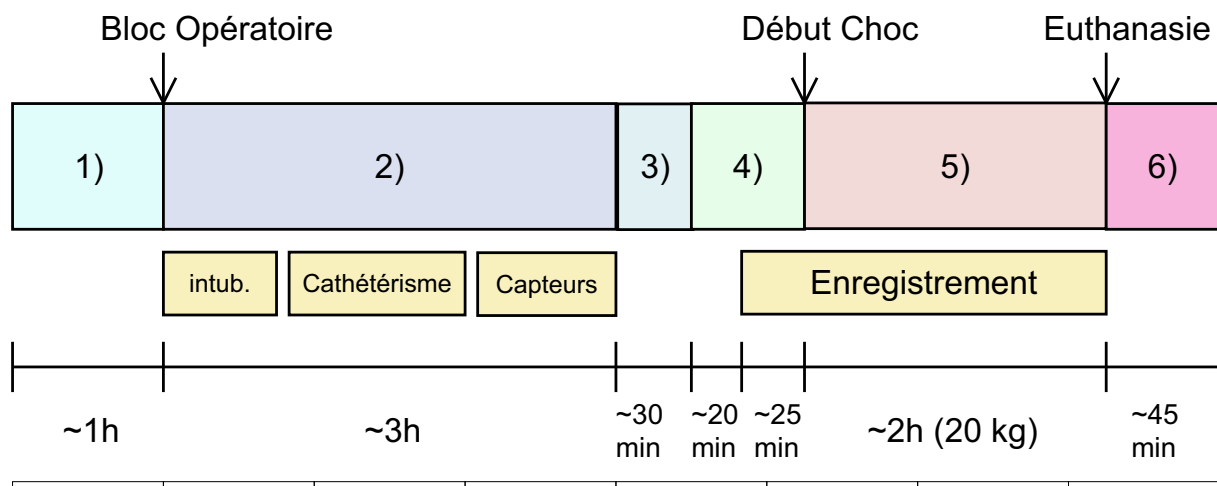 Bloc Opératoire
Début Choc
Euthanasie
1)
2)
3)
4)
5)
6)
intub.
Cathétérisme
Capteurs
Enregistrement
~1h
~3h
~30
min
~20
min
~25
min
~2h (20 kg)
~45
min